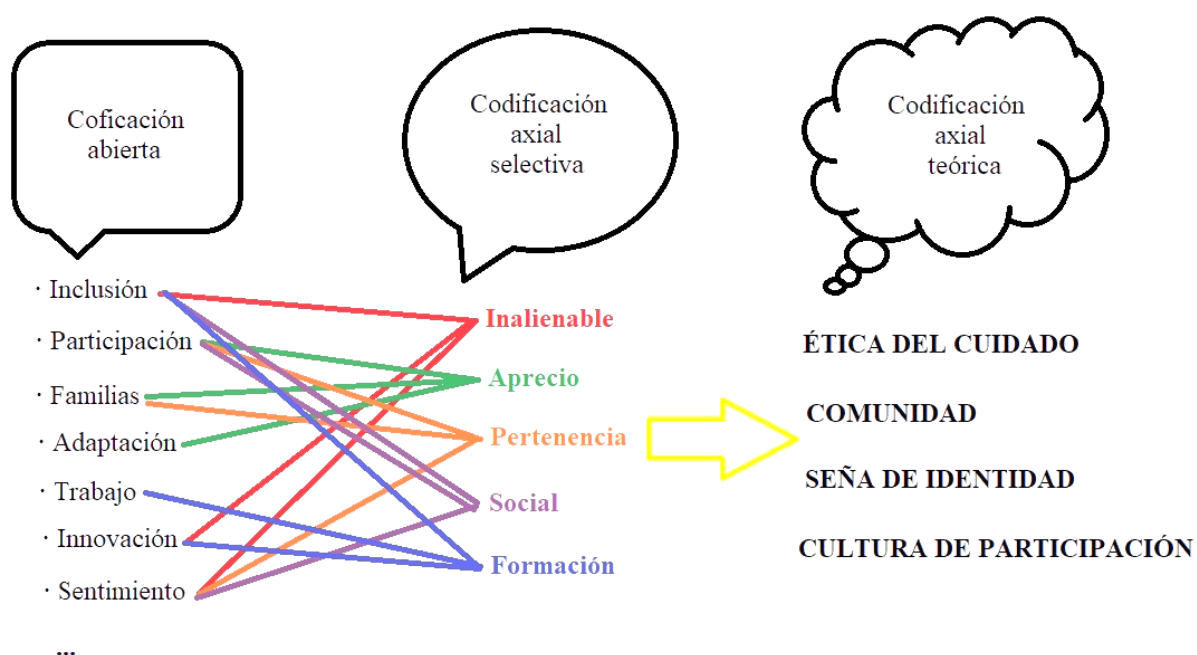 Coficación
abierta
Codificación
axial
selectiva
Codificación
axial
teórica
· Inclusión
· Participación
· Familias
· Adaptación
· Trabajo
· Innovación
· Sentimiento
...
Inalienable
Aprecio
Pertenencia
Social
Formación
ÉTICA DEL CUIDADO
COMUNIDAD
SEÑA DE IDENTIDAD
CULTURA DE PARTICIPACIÓN